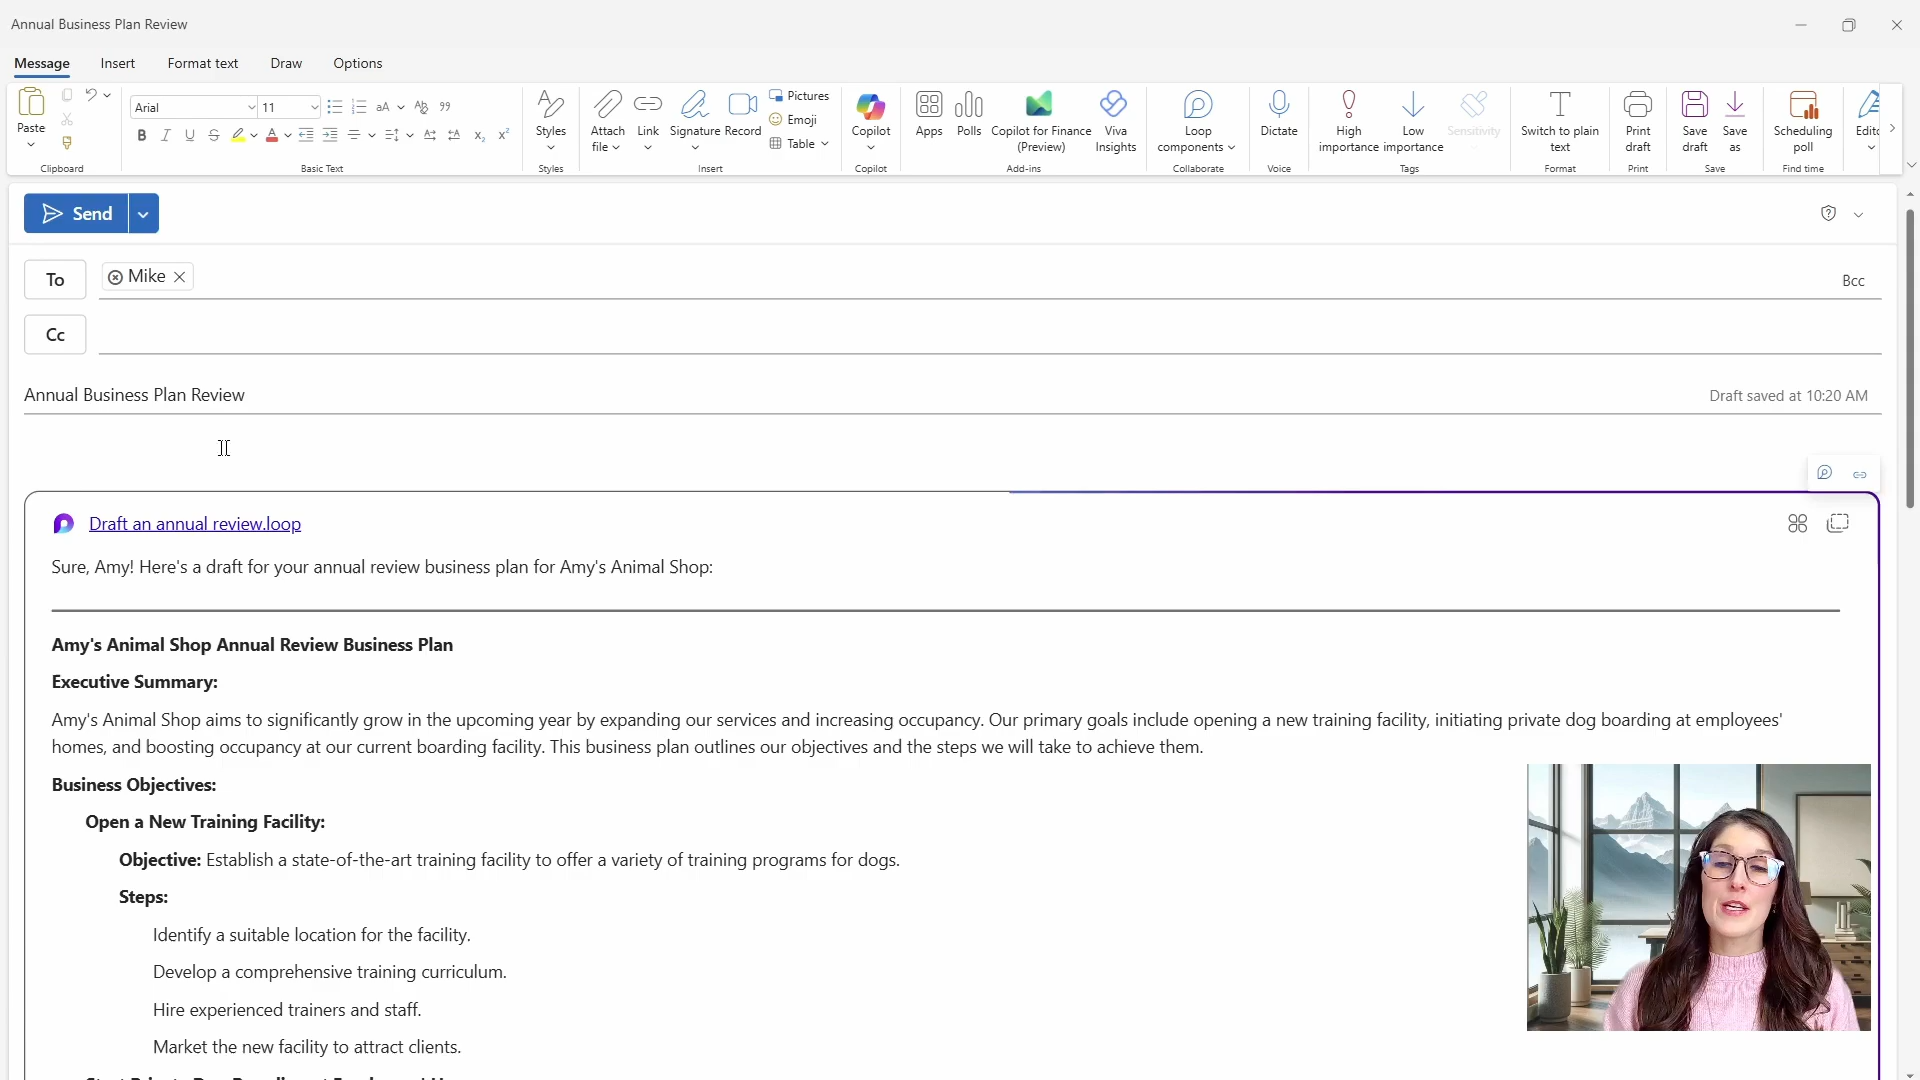 Annual Business Plan Review
Message Insert Format text Draw Options
Paste
Clipboard
Arial 11
Basic Text
Styles
Styles
Attach file
Link
Signature
Record
Pictures
Emoji
Table
Insert
Copilot
Copilot
Apps
Polls
Copilot for Finance
(Preview)
Viva
Insights
Add-ins
Loop
components
Collaborate
Dictate
Voice
High
importance
Low
importance
Sensitivity
Tags
Switch to plain
text
Format
Print
draft
Print
Save
draft
Save
as
Save
Scheduling
poll
Find time
Send
To Mike Bcc
Cc
Annual Business Plan Review Draft saved at 10:20 AM
Draft an annual review.loop
Sure, Amy! Here's a draft for your annual review business plan for Amy's Animal Shop:
Amy's Animal Shop Annual Review Business Plan
Executive Summary:
Amy's Animal Shop aims to significantly grow in the upcoming year by expanding our services and increasing occupancy. Our primary goals include opening a new training facility, initiating private dog boarding at employees'
homes, and boosting occupancy at our current boarding facility. This business plan outlines our objectives and the steps we will take to achieve them.
Business Objectives:
Open a New Training Facility:
Objective: Establish a state-of-the-art training facility to offer a variety of training programs for dogs.
Steps:
Identify a suitable location for the facility.
Develop a comprehensive training curriculum.
Hire experienced trainers and staff.
Market the new facility to attract clients.